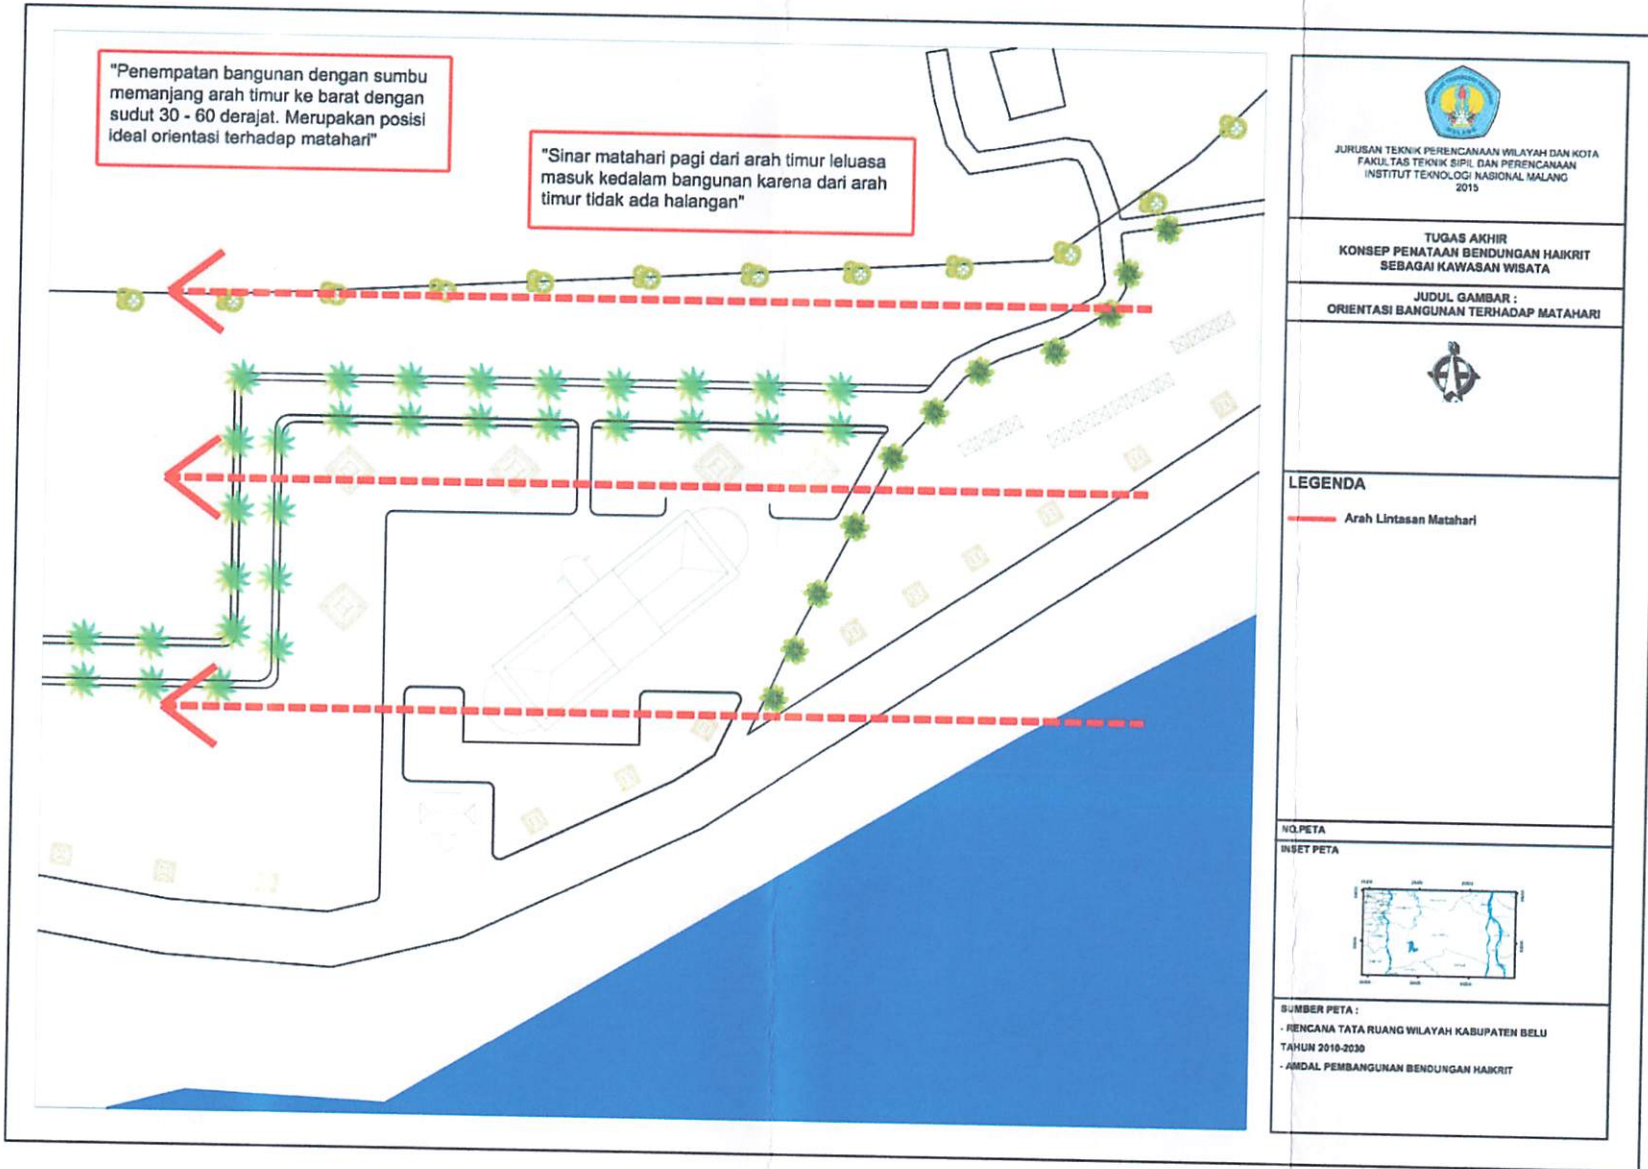 "Penempatan bangunan dengan sumbu
memanjang arah timur ke barat dengan
sudut 30 - 60 derajat. Merupakan posisi
ideal orientasi terhadap matahari"
"Sinar matahari pagi dari arah timur leluasa
masuk kedalam bangunan karena dari arah
timur tidak ada halangan"
JURUSAN TEKNIK PERENCANAAN WILAYAH DAN KOTA
FAKULTAS TEKNIK SIPIL DAN PERENCANAAN
INSTITUT TEKNOLOGI NASIONAL MALANG
2015
TUGAS AKHIR
KONSEP PENATAAN BENDUNGAN HAIKRIT
SEBAGAI KAWASAN WISATA
JUDUL GAMBAR :
ORIENTASI BANGUNAN TERHADAP MATAHARI
LEGENDA
Arah Lintasan Matahari
NO.PETA
INSET PETA
SUMBER PETA :
- RENCANA TATA RUANG WILAYAH KABUPATEN BELU
TAHUN 2010-2030
- AMDAL PEMBANGUNAN BENDUNGAN HAIKRIT